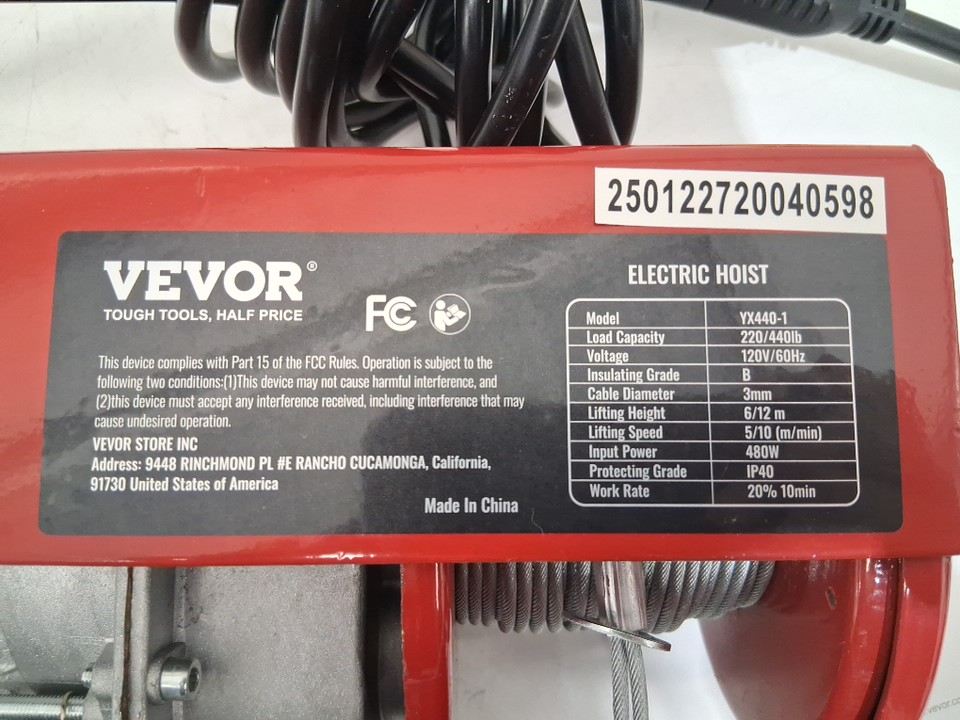 250122720040598
VEVOR®
TOUGH TOOLS, HALF PRICE
FC
This device complies with Part 15 of the FCC Rules. Operation is subject to the
following two conditions:(1)This device may not cause harmful interference, and
(2)this device must accept any interference received, including interference that may
cause undesired operation.
VEVOR STORE INC
Address: 9448 RINCHMOND PL #E RANCHO CUCAMONGA, California,
91730 United States of America
Made In China
ELECTRIC HOIST
Model YX440-1
Load Capacity 220/440lb
Voltage 120V/60Hz
Insulating Grade B
Cable Diameter 3mm
Lifting Height 6/12 m
Lifting Speed 5/10 (m/min)
Input Power 480W
Protecting Grade IP40
Work Rate 20% 10min